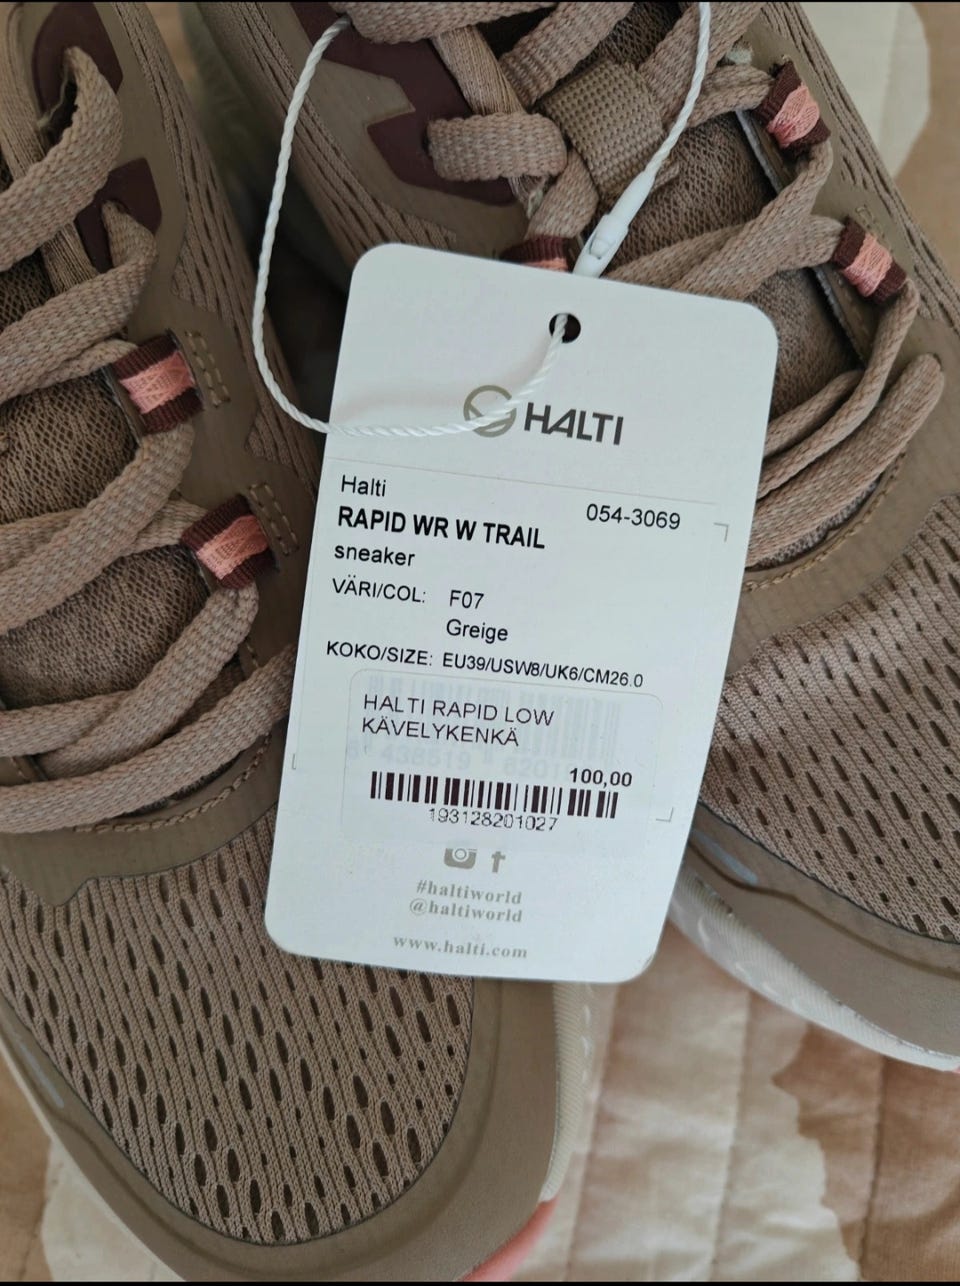 HALTI
Halti
054-3069
RAPID WR W TRAIL
sneaker
VÄRI/COL: F07
Greige
KOKO/SIZE: EU39/USW8/UK6/CM26.0
HALTI RAPID LOW
KÄVELYKENKÄ
100,00
193128201027
#haltiworld
@haltiworld
www.halti.com